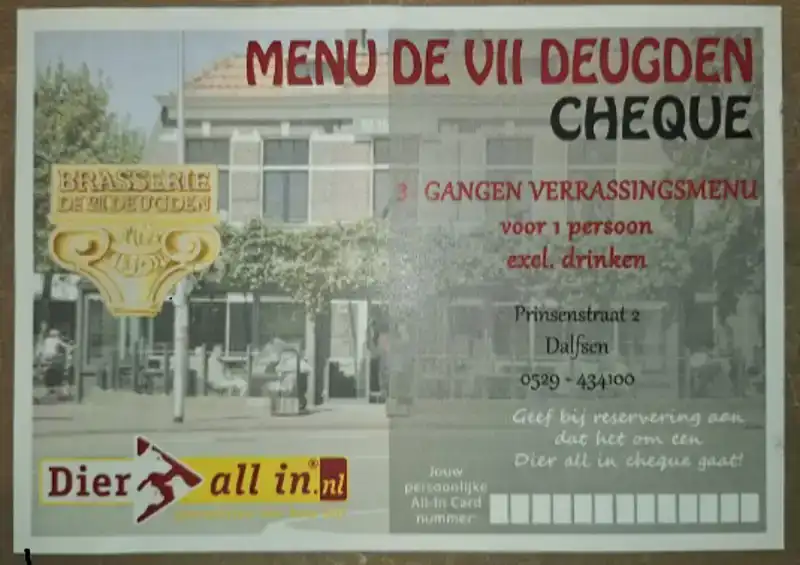 MENU DE VII DEUGDEN
CHEQUE
BRASSERIE
DE VII DEUGDEN
3 GANGEN VERRASSINGSMENU
voor 1 persoon
exel. drinken
Prinsenstraat 2
Dalfsen
0529 - 434100
Geef bij reservering aan
dat het om een
Dier all in cheque gaat!
Dier all in.® nl
Jouw
persoonlijke
All-In Card
nummer: